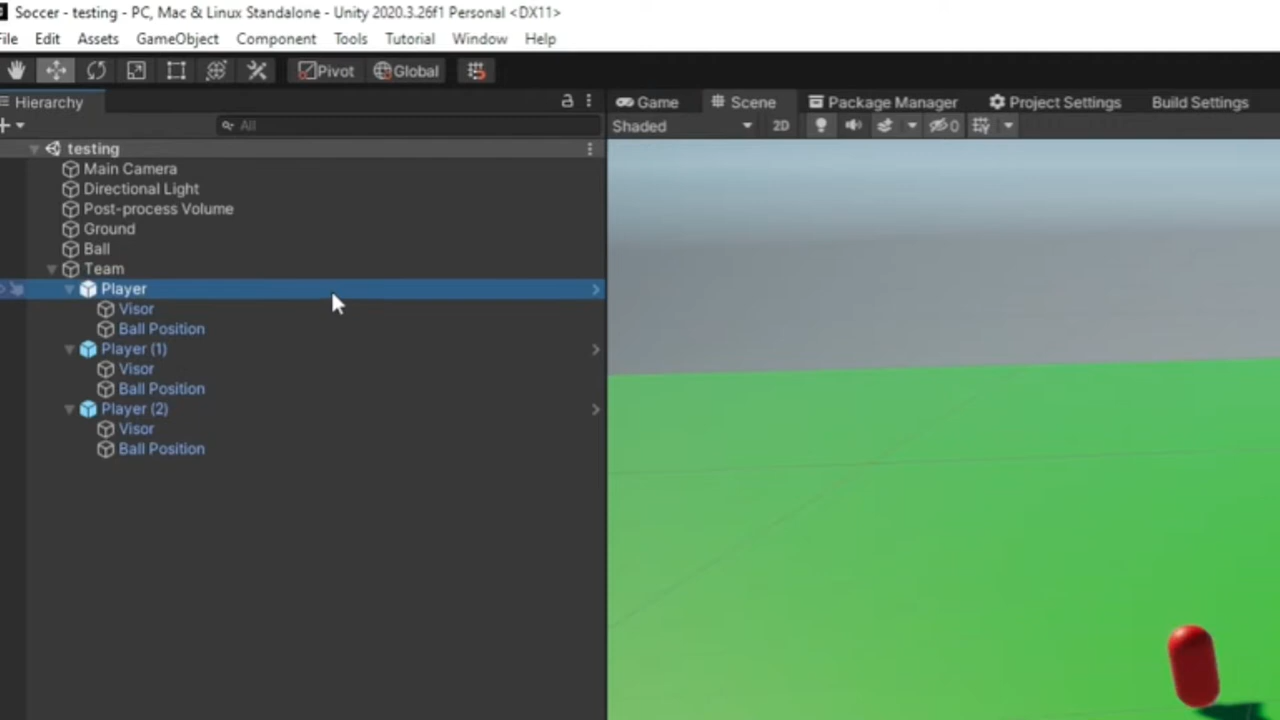 Soccer - testing - PC, Mac & Linux Standalone - Unity 2020.3.26f1 Personal <DX11>
File Edit Assets GameObject Component Tools Tutorial Window Help
Pivot Global
Hierarchy
All
testing
Main Camera
Directional Light
Post-process Volume
Ground
Ball
Team
Player
Visor
Ball Position
Player (1)
Visor
Ball Position
Player (2)
Visor
Ball Position
Game Scene Package Manager Project Settings Build Settings
Shaded 2D 0